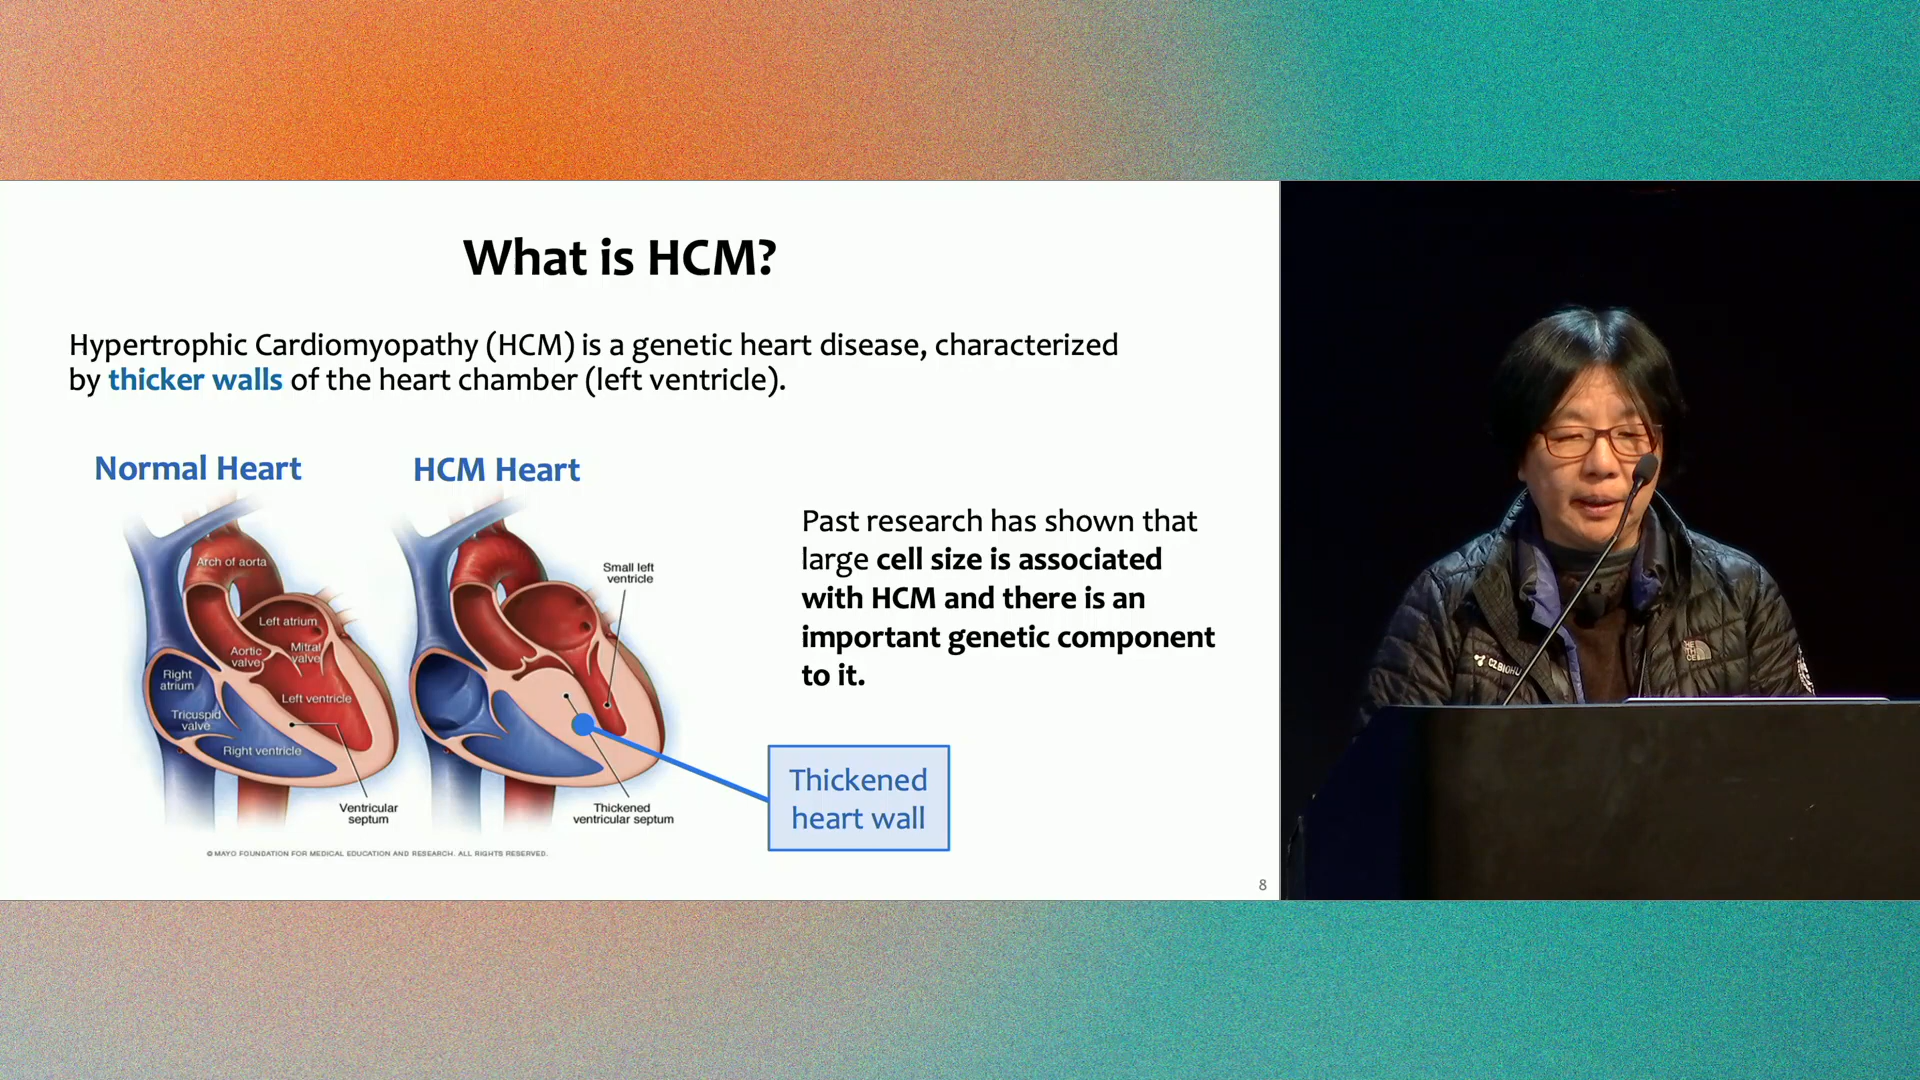 What is HCM?
Hypertrophic Cardiomyopathy (HCM) is a genetic heart disease, characterized
by thicker walls of the heart chamber (left ventricle).
Normal Heart
HCM Heart
Arch of aorta
Left atrium
Aortic
valve
Mitral
valve
Right
atrium
Left ventricle
Tricuspid
valve
Right ventricle
Ventricular
septum
Small left
ventricle
Thickened
ventricular septum
Past research has shown that
large cell size is associated
with HCM and there is an
important genetic component
to it.
Thickened
heart wall
© MAYO FOUNDATION FOR MEDICAL EDUCATION AND RESEARCH. ALL RIGHTS RESERVED.
8
CZBIOHU
THE
NORTH
FACE